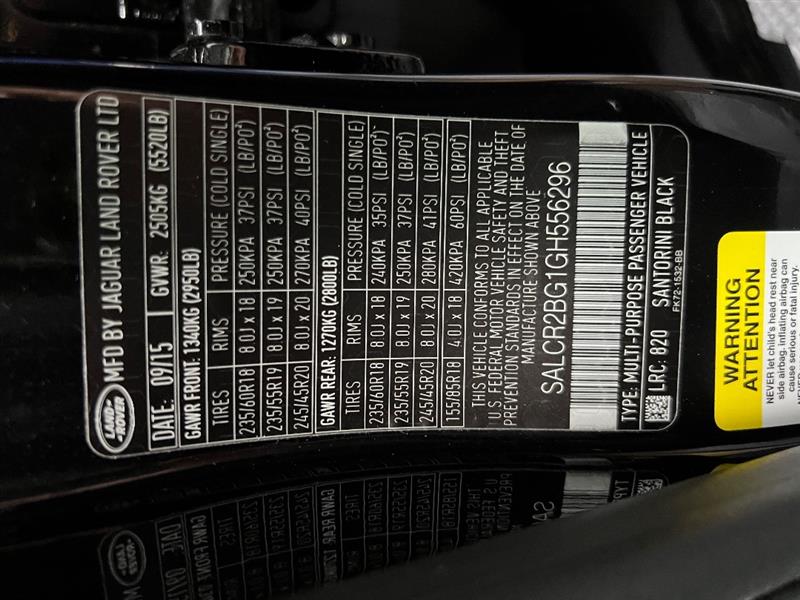 LAND-
ROVER
MFD BY JAGUAR LAND ROVER LTD
DATE: 09/15 GVWR: 2505KG (5520LB)
GAWR FRONT: 1340KG (2950LB)
TIRES RIMS PRESSURE (COLD SINGLE)
235/60R18 8.0J x 18 250KPA 37PSI (LB/PO²)
235/55R19 8.0J x 19 250KPA 37PSI (LB/PO²)
245/45R20 8.0J x 20 270KPA 40PSI (LB/PO²)
GAWR REAR: 1270KG (2800LB)
TIRES RIMS PRESSURE (COLD SINGLE)
235/60R18 8.0J x 18 240KPA 35PSI (LB/PO²)
235/55R19 8.0J x 19 250KPA 37PSI (LB/PO²)
245/45R20 8.0J x 20 280KPA 41PSI (LB/PO²)
155/85R18 4.0J x 18 420KPA 60PSI (LB/PO²)
THIS VEHICLE CONFORMS TO ALL APPLICABLE
U.S. FEDERAL MOTOR VEHICLE SAFETY AND THEFT
PREVENTION STANDARDS IN EFFECT ON THE DATE OF
MANUFACTURE SHOWN ABOVE
SALCR2BG1GH556296
TYPE: MULTI-PURPOSE PASSENGER VEHICLE
LRC: 820 SANTORINI BLACK
FK72-1532-BB
WARNING
ATTENTION
NEVER let child's head rest near
side airbag. Inflating airbag can
cause serious or fatal injury.